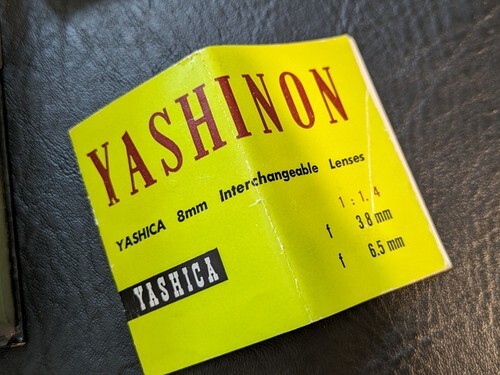 YASHINON
YASHICA 8mm Interchangeable Lenses
1 : 1. 4
f 38 mm
f 6.5 mm
YASHICA